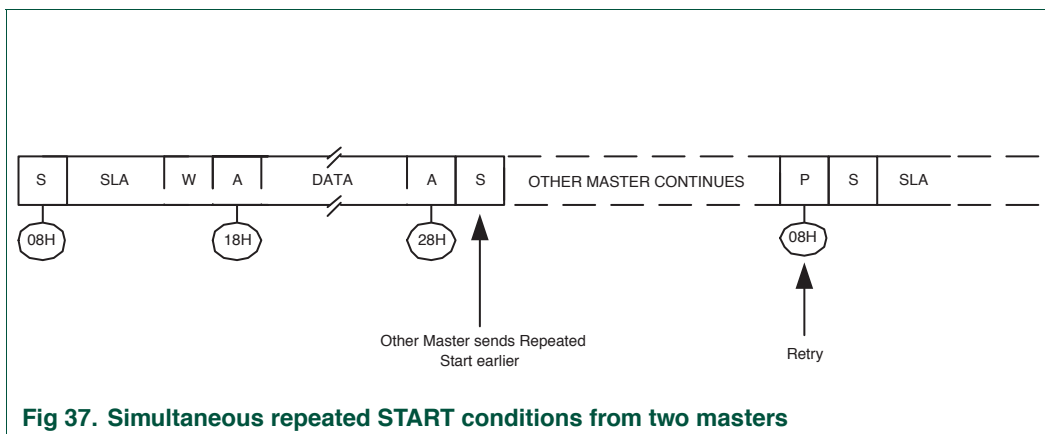 S SLA W A DATA A S OTHER MASTER CONTINUES P S SLA
08H 18H 28H 08H
Other Master sends Repeated
Start earlier
Retry
Fig 37. Simultaneous repeated START conditions from two masters